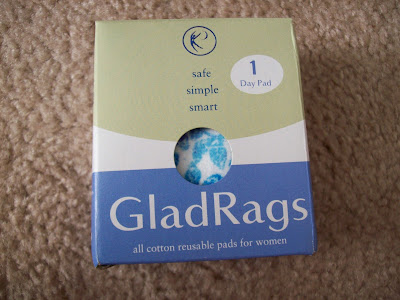 safe
simple
smart
1
Day Pad
GladRags
all cotton reusable pads for women